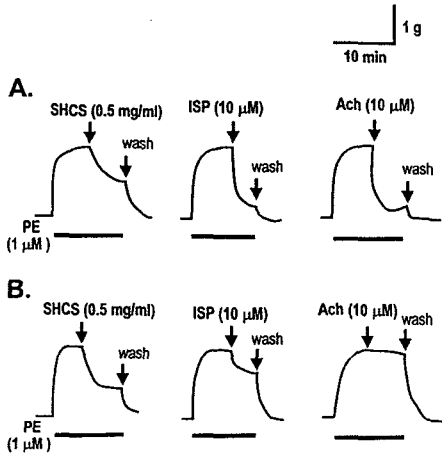 1 g
10 min
A.
SHCS (0.5 mg/ml)
wash
ISP (10 μM)
wash
Ach (10 μM)
wash
PE
(1 μM)
B.
SHCS (0.5 mg/ml)
wash
ISP (10 μM)
wash
Ach (10 μM)
wash
PE
(1 μM)